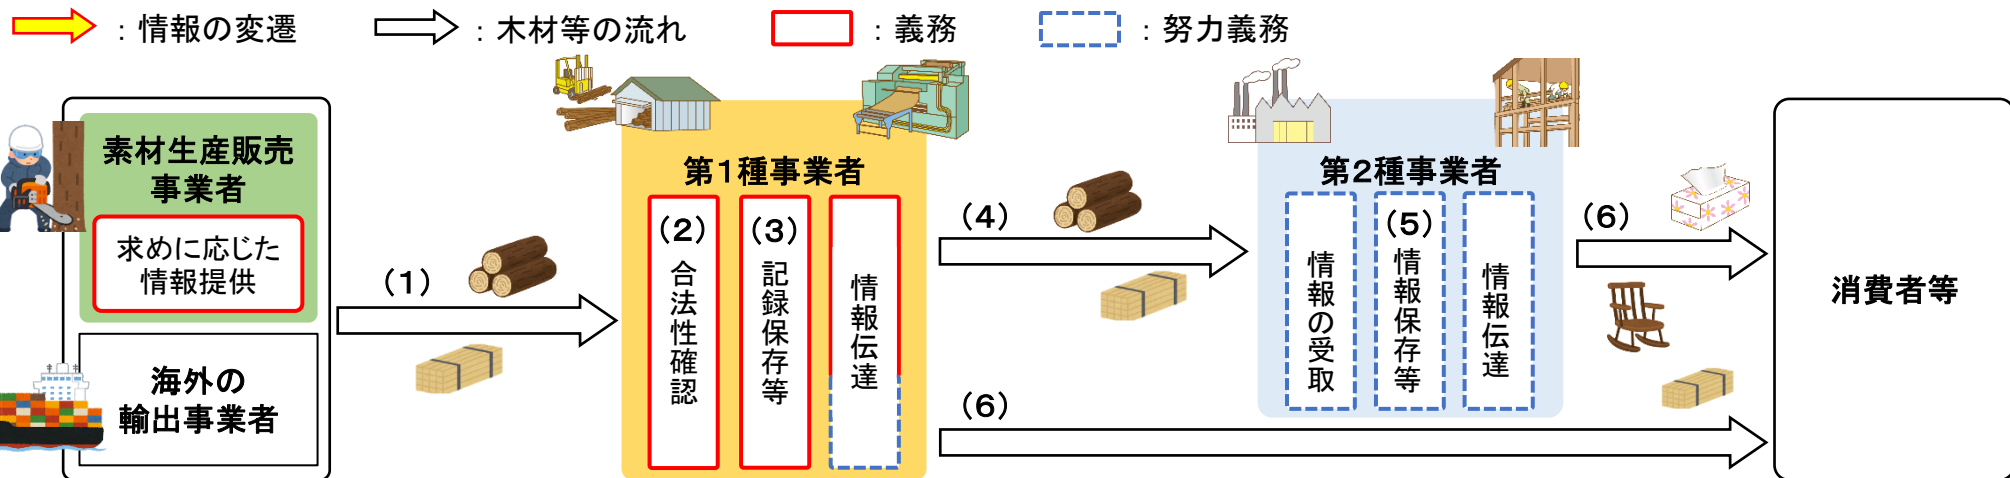 ：情報の変遷
：木材等の流れ
：義務
：努力義務
素材生産販売
事業者
求めに応じた
情報提供
海外の
輸出事業者
（1）
第1種事業者
（2）
合法性確認
（3）
記録保存等
情報伝達
（4）
（6）
第2種事業者
情報の受取
（5）
情報保存等
情報伝達
（6）
消費者等